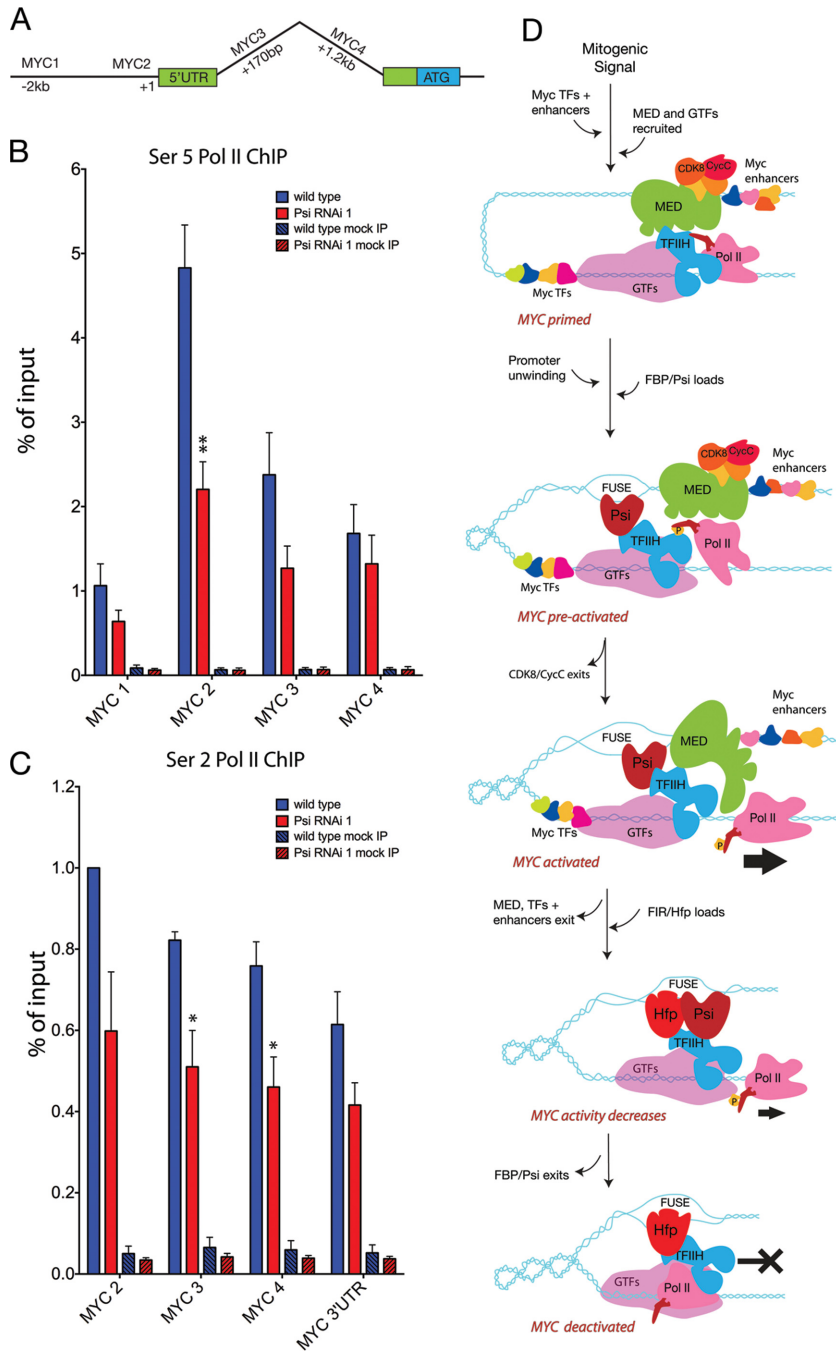 A
MYC1
MYC2
MYC3
MYC4
-2kb
+1
5'UTR
+170bp
+1.2kb
ATG
B
Ser 5 Pol II ChIP
wild type
Psi RNAi 1
wild type mock IP
Psi RNAi 1 mock IP
% of input
6
5
4
3
2
1
0
**
MYC 1
MYC 2
MYC 3
MYC 4
C
Ser 2 Pol II ChIP
wild type
Psi RNAi 1
wild type mock IP
Psi RNAi 1 mock IP
% of input
1.2
1.0
0.8
0.6
0.4
0.2
0.0
*
*
MYC 2
MYC 3
MYC 4
MYC 3'UTR
D
Mitogenic
Signal
Myc TFs +
enhancers
MED and GTFs
recruited
CDK8
CycC
Myc
enhancers
MED
TFIIH
Pol II
GTFs
Myc TFs
MYC primed
Promoter
unwinding
FBP/Psi loads
CDK8
CycC
Myc
enhancers
FUSE
MED
Psi
P
TFIIH
Pol II
GTFs
Myc TFs
MYC pre-activated
CDK8/CycC exits
Myc
enhancers
FUSE
MED
Psi
TFIIH
Pol II
GTFs
Myc TFs
P
MYC activated
MED, TFs +
enhancers exit
FIR/Hfp loads
FUSE
Hfp
Psi
TFIIH
GTFs
Pol II
P
MYC activity decreases
FBP/Psi exits
FUSE
Hfp
TFIIH
GTFs
Pol II
MYC deactivated